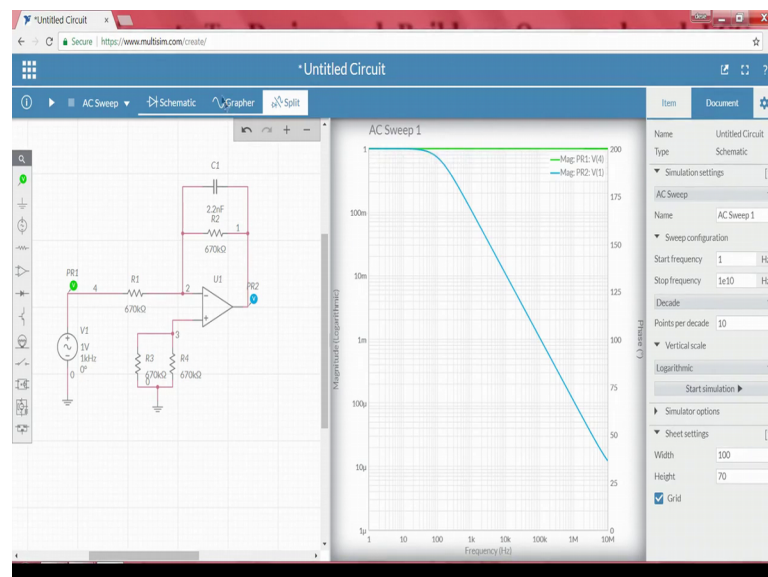 *Untitled Circuit x
Secure | https://www.multisim.com/create/
*Untitled Circuit
?
AC Sweep Schematic Grapher Split
Item Document
Name Untitled Circuit
Type Schematic
Simulation settings
AC Sweep
Name AC Sweep 1
Sweep configuration
Start frequency 1 H
Stop frequency 1e10 H
Decade
Points per decade 10
Vertical scale
Logarithmic
Start simulation
Simulator options
Sheet settings
Width 100
Height 70
Grid
C1
2.2nF
R2
1
670kΩ
PR1
4
R1
670kΩ
2
U1
PR2
V1
1V
1kHz
0°
0
3
R3
670kΩ
0
R4
670kΩ
AC Sweep 1
Mag: PR1: V(4)
Mag: PR2: V(1)
Magnitude (Logarithmic)
1
100m
10m
1m
100µ
10µ
1µ
Phase (°)
200
175
150
125
100
75
50
25
0
1 10 100 1k 10k 100k 1M 10M
Frequency (Hz)